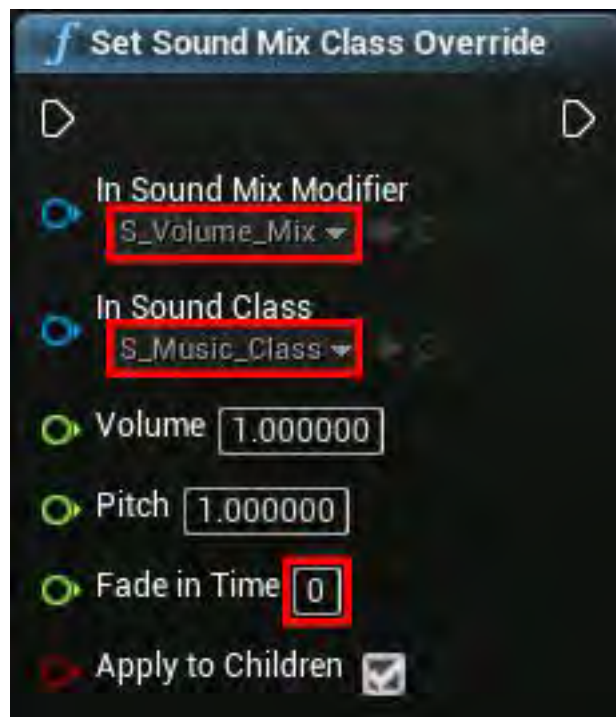 f Set Sound Mix Class Override
In Sound Mix Modifier
S_Volume_Mix
In Sound Class
S_Music_Class
Volume 1.000000
Pitch 1.000000
Fade in Time 0
Apply to Children